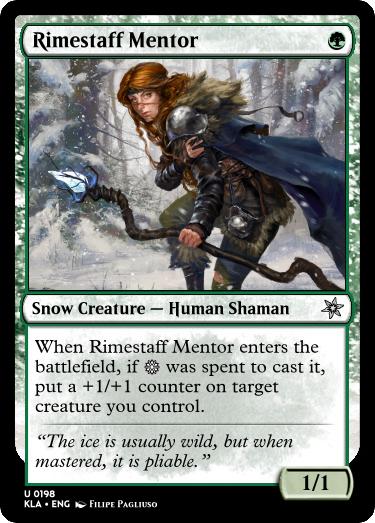 Rimestaff Mentor
Snow Creature — Human Shaman
When Rimestaff Mentor enters the
battlefield, if was spent to cast it,
put a +1/+1 counter on target
creature you control.
“The ice is usually wild, but when
mastered, it is pliable.”
1/1
U 0198
KLA • ENG Filipe Pagliuso